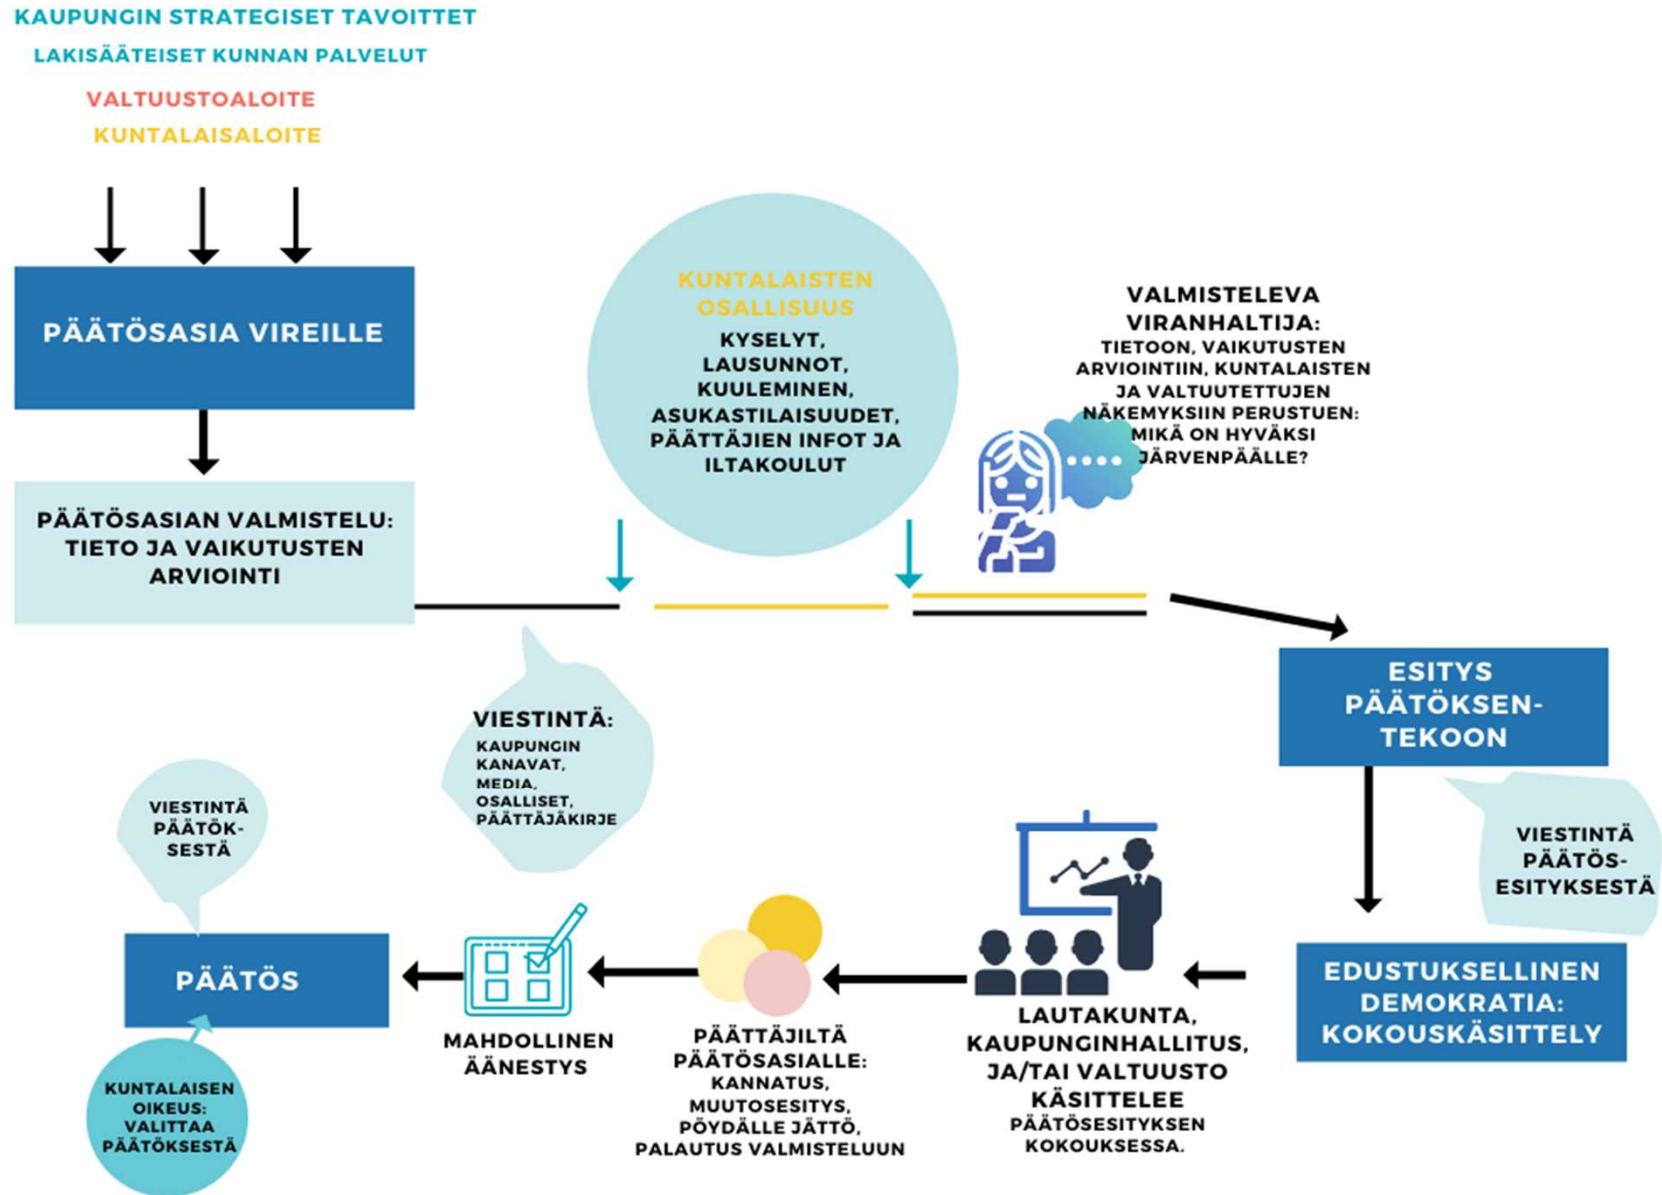 KAUPUNGIN STRATEGISET TAVOITTET
LAKISÄÄTEISET KUNNAN PALVELUT
VALTUUSTOALOITE
KUNTALAISALOITE
PÄÄTÖSASIA VIREILLE
PÄÄTÖSASIAN VALMISTELU:
TIETO JA VAIKUTUSTEN
ARVIOINTI
KUNTALAISTEN
OSALLISUUS
KYSELYT,
LAUSUNNOT,
KUULEMINEN,
ASUKASTILAISUUDET,
PÄÄTTÄJIEN INFOT JA
ILTAKOULUT
VALMISTELEVA
VIRANHALTIJA:
TIETOON, VAIKUTUSTEN
ARVIOINTIIN, KUNTALAISTEN
JA VALTUUTETTUJEN
NÄKEMYKSIIN PERUSTUEN:
MIKÄ ON HYVÄKSI
JÄRVENPÄÄLLE?
VIESTINTÄ:
KAUPUNGIN
KANAVAT,
MEDIA,
OSALLISET,
PÄÄTTÄJÄKIRJE
ESITYS
PÄÄTÖKSEN-
TEKOON
VIESTINTÄ
PÄÄTÖS-
ESITYKSESTÄ
EDUSTUKSELLINEN
DEMOKRATIA:
KOKOUSKÄSITTELY
LAUTAKUNTA,
KAUPUNGINHALLITUS,
JA/TAI VALTUUSTO
KÄSITTELEE
PÄÄTÖSESITYKSEN
KOKOUKSESSA.
PÄÄTTÄJILTÄ
PÄÄTÖSASIALLE:
KANNATUS,
MUUTOSESITYS,
PÖYDÄLLE JÄTTÖ,
PALAUTUS VALMISTELUUN
MAHDOLLINEN
ÄÄNESTYS
VIESTINTÄ
PÄÄTÖK-
SESTÄ
PÄÄTÖS
KUNTALAISEN
OIKEUS:
VALITTAA
PÄÄTÖKSESTÄ